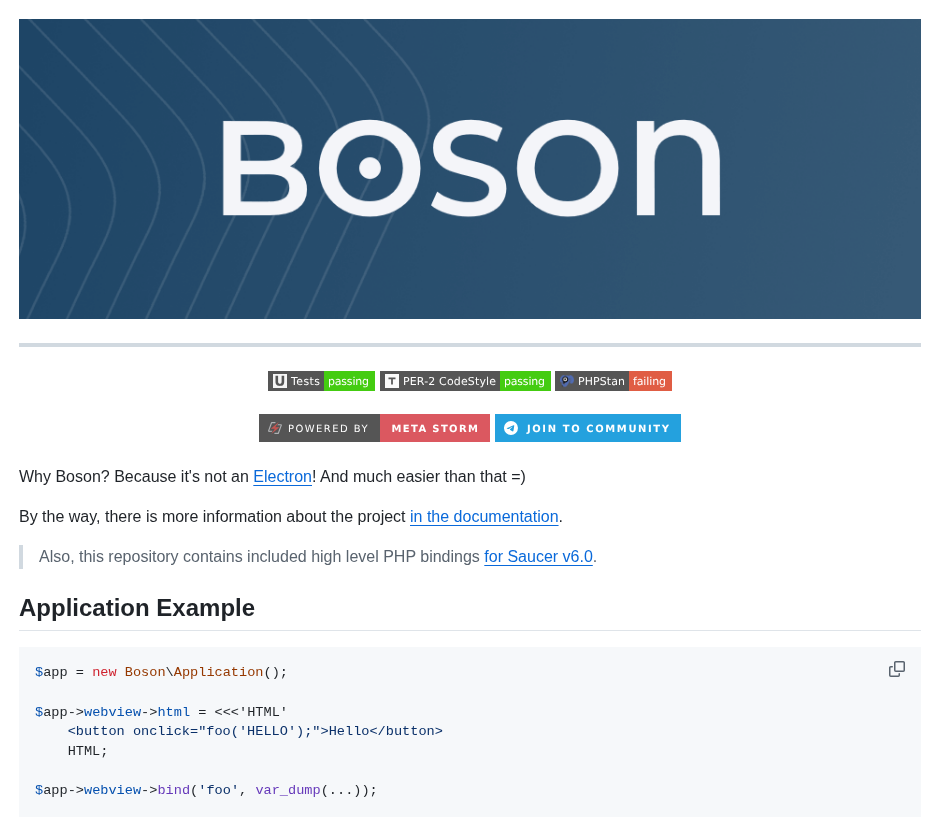 BOSON
Tests passing PER-2 CodeStyle passing PHPStan failing
POWERED BY META STORM JOIN TO COMMUNITY
Why Boson? Because it's not an Electron! And much easier than that =)
By the way, there is more information about the project in the documentation.
Also, this repository contains included high level PHP bindings for Saucer v6.0.
Application Example
$app = new Boson\Application();
$app->webview->html = <<<'HTML'
    <button onclick="foo('HELLO');">Hello</button>
    HTML;
$app->webview->bind('foo', var_dump(...));